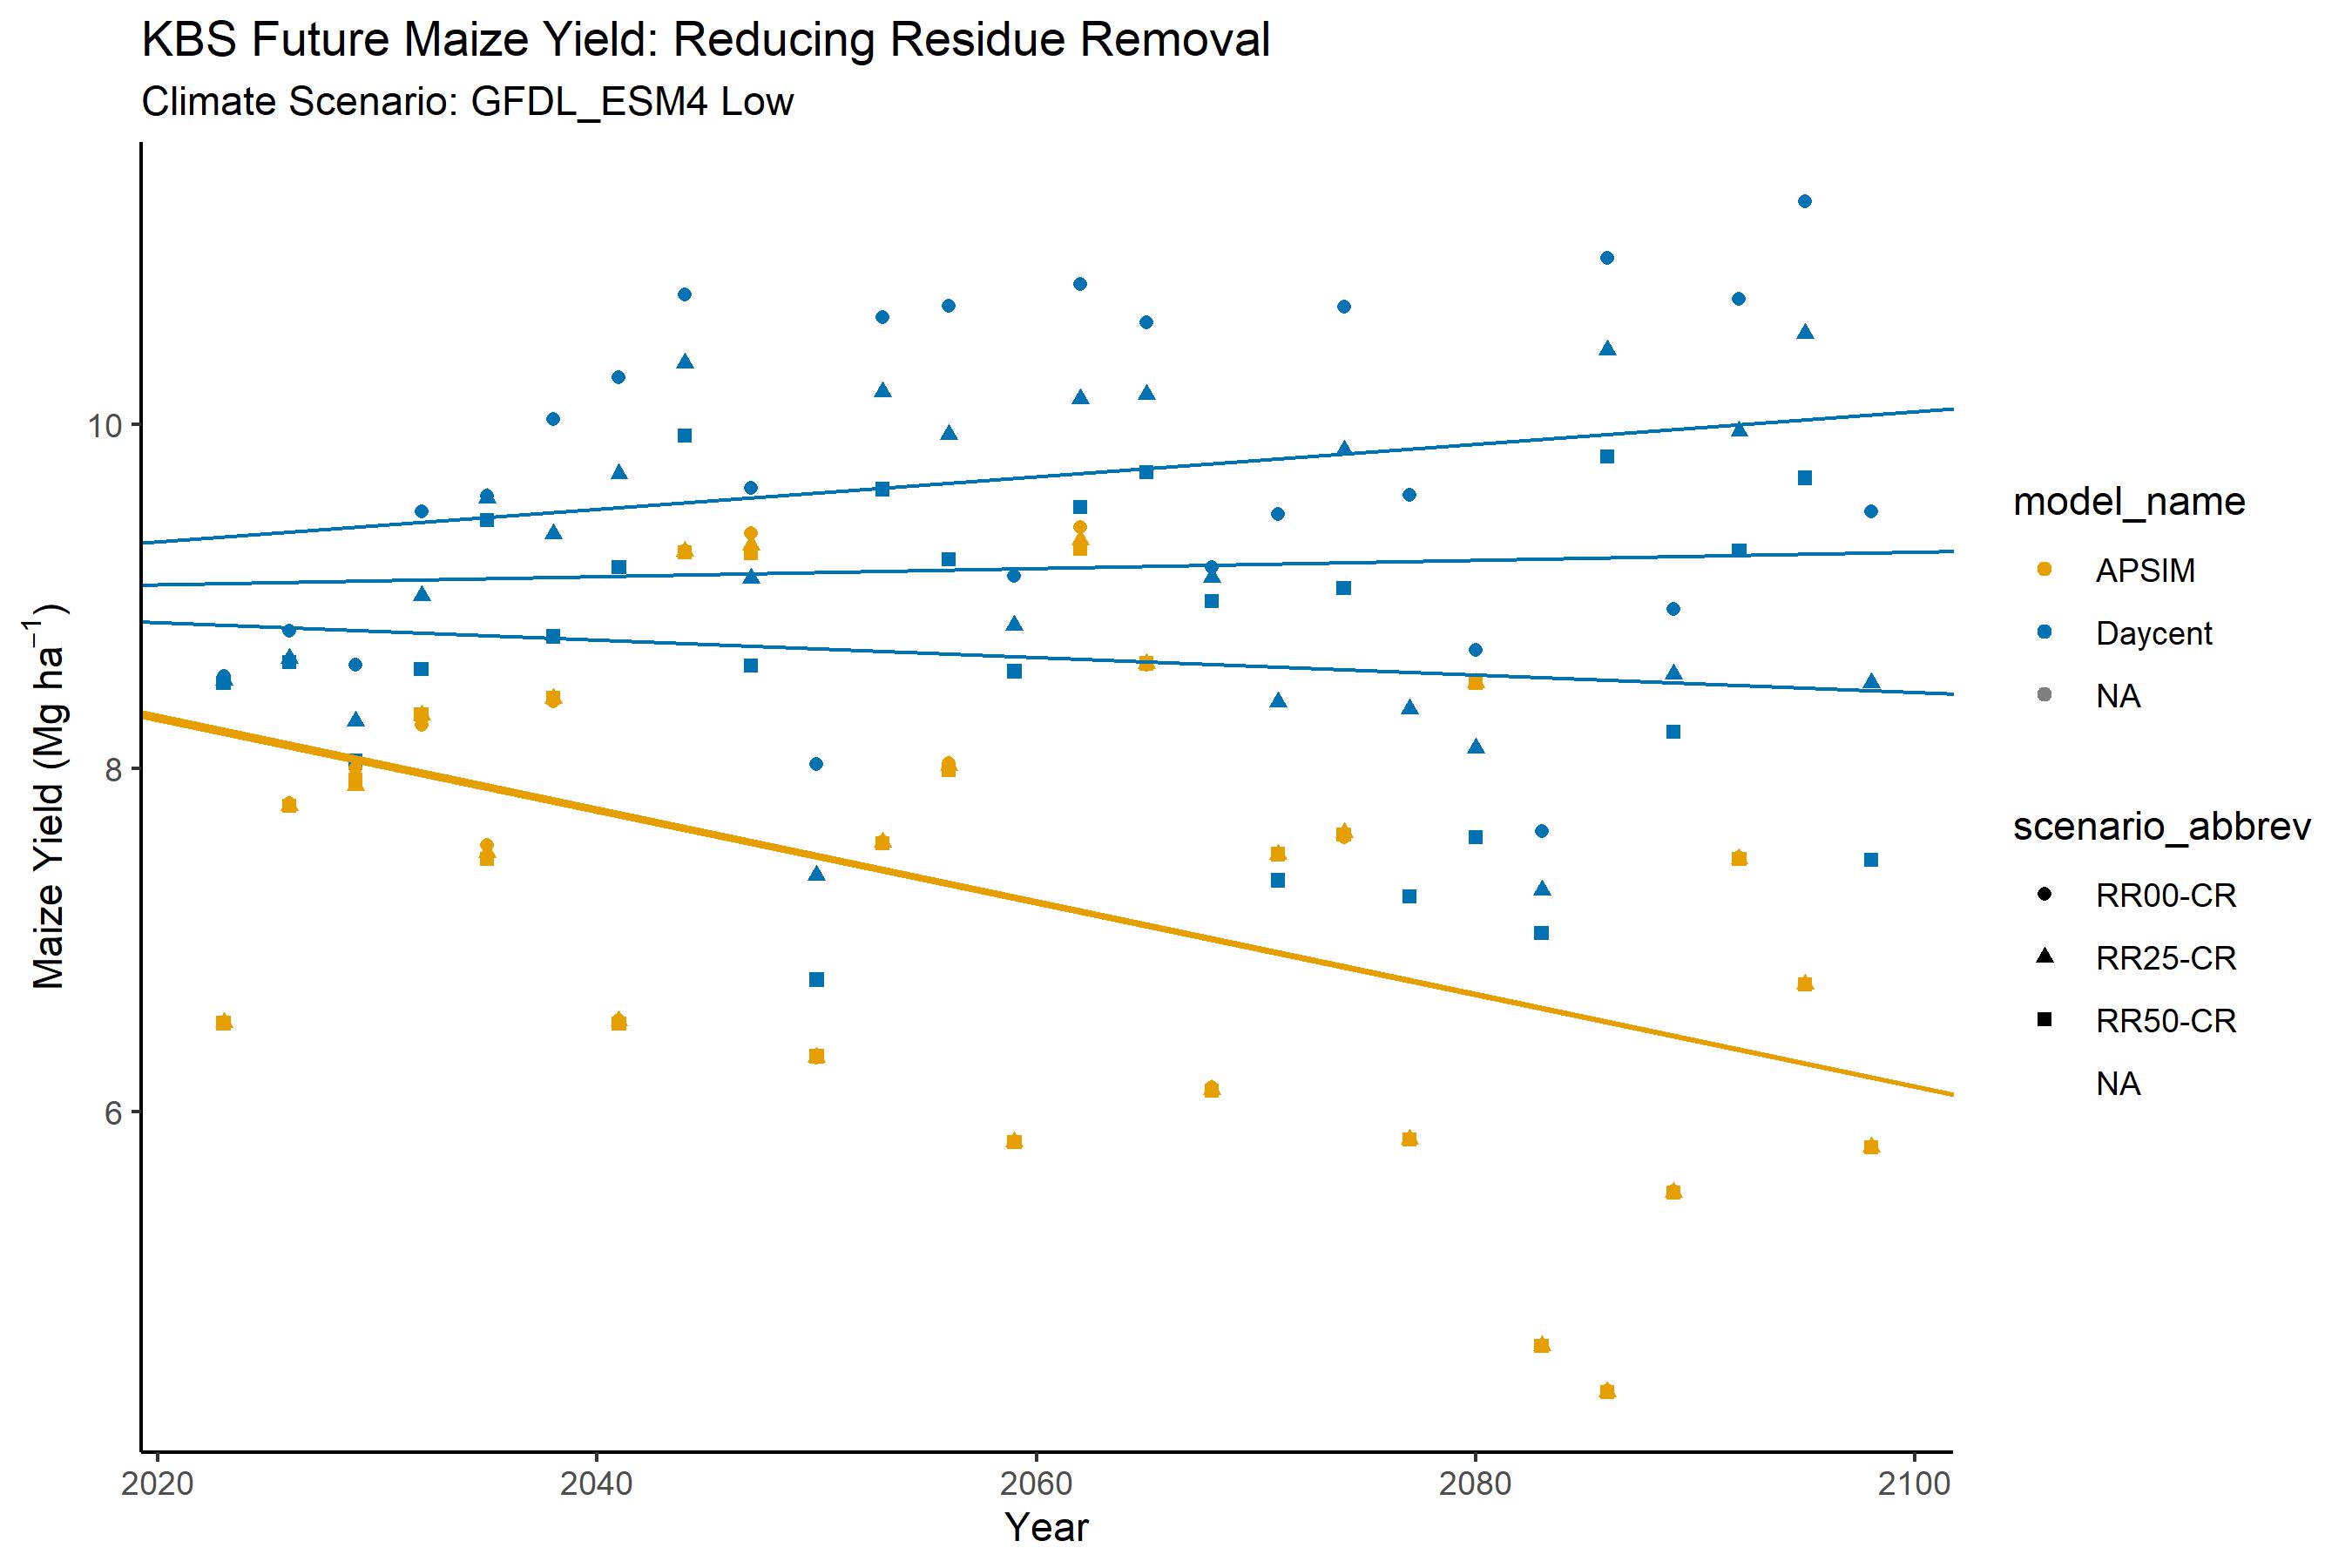 KBS Future Maize Yield: Reducing Residue Removal
Climate Scenario: GFDL_ESM4 Low
Maize Yield (Mg ha⁻¹)
10
8
6
2020 2040 2060 2080 2100
Year
model_name
APSIM
Daycent
NA
scenario_abbrev
RR00-CR
RR25-CR
RR50-CR
NA